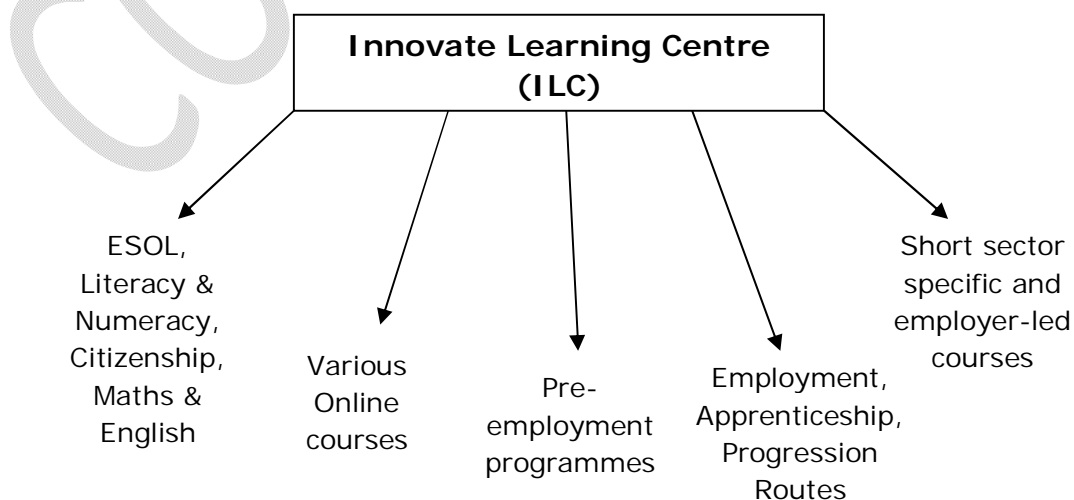 Innovate Learning Centre
(ILC)
ESOL,
Literacy &
Numeracy,
Citizenship,
Maths &
English
Various
Online
courses
Pre-
employment
programmes
Employment,
Apprenticeship,
Progression
Routes
Short sector
specific and
employer-led
courses